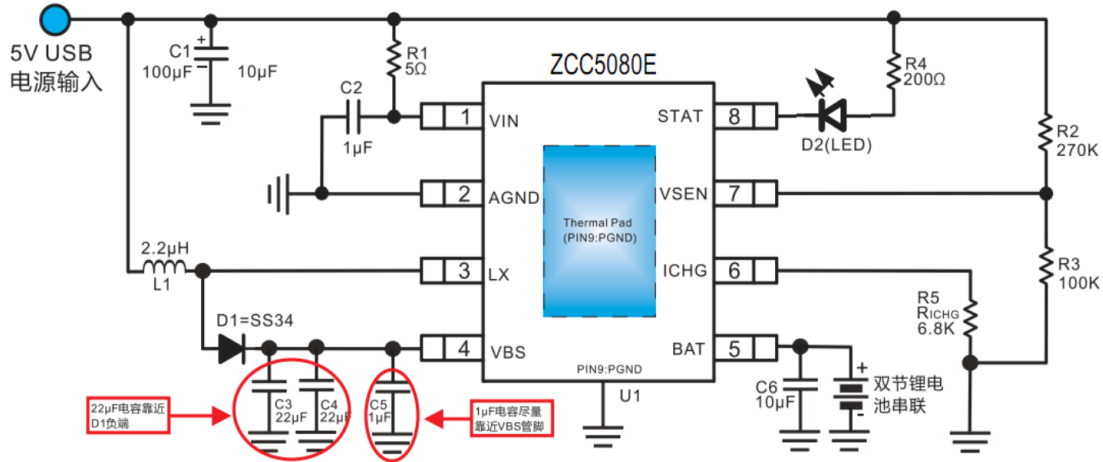 5V USB
电源输入
C1
+
100μF
10μF
R1
5Ω
C2
1μF
ZCC5080E
1 VIN
2 AGND
3 LX
4 VBS
STAT 8
VSEN 7
ICHG 6
BAT 5
Thermal Pad
(PIN9:PGND)
PIN9:PGND
U1
R4
200Ω
D2(LED)
R2
270K
R3
100K
R5
RICHG
6.8K
2.2μH
L1
D1=SS34
C3
22μF
C4
22μF
C5
1μF
22μF电容靠近
D1负端
1μF电容尽量
靠近VBS管脚
C6
10μF
+
-
双节锂电
池串联